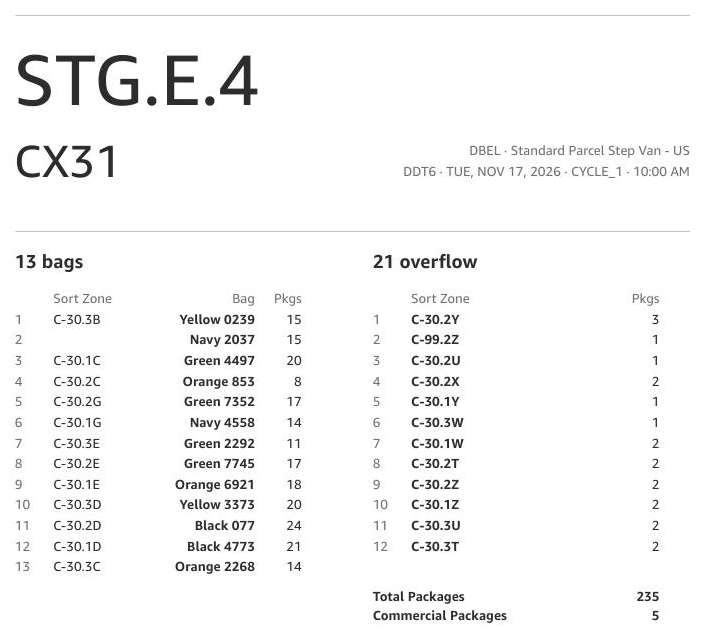 STG.E.4
CX31
DBEL · Standard Parcel Step Van - US
DDT6 · TUE, NOV 17, 2026 · CYCLE_1 · 10:00 AM
13 bags
Sort Zone Bag Pkgs
1 C-30.3B Yellow 0239 15
2 Navy 2037 15
3 C-30.1C Green 4497 20
4 C-30.2C Orange 853 8
5 C-30.2G Green 7352 17
6 C-30.1G Navy 4558 14
7 C-30.3E Green 2292 11
8 C-30.2E Green 7745 17
9 C-30.1E Orange 6921 18
10 C-30.3D Yellow 3373 20
11 C-30.2D Black 077 24
12 C-30.1D Black 4773 21
13 C-30.3C Orange 2268 14
21 overflow
Sort Zone Pkgs
1 C-30.2Y 3
2 C-99.2Z 1
3 C-30.2U 1
4 C-30.2X 2
5 C-30.1Y 1
6 C-30.3W 1
7 C-30.1W 2
8 C-30.2T 2
9 C-30.2Z 2
10 C-30.1Z 2
11 C-30.3U 2
12 C-30.3T 2
Total Packages 235
Commercial Packages 5